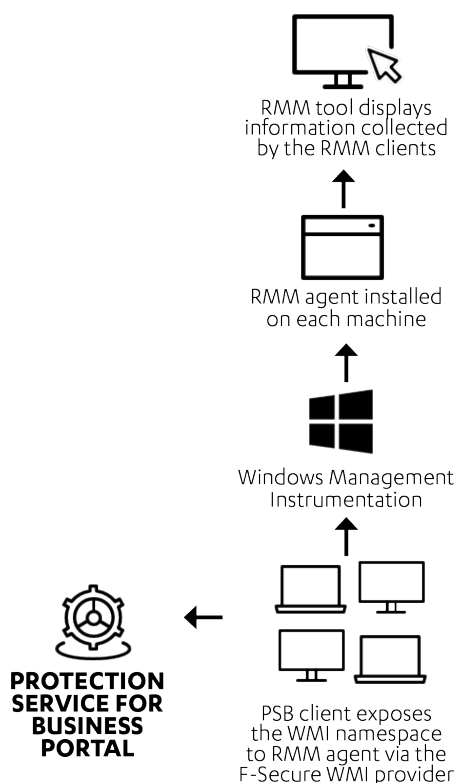 RMM tool displays
information collected
by the RMM clients
RMM agent installed
on each machine
Windows Management
Instrumentation
PROTECTION
SERVICE FOR
BUSINESS
PORTAL
PSB client exposes
the WMI namespace
to RMM agent via the
F-Secure WMI provider